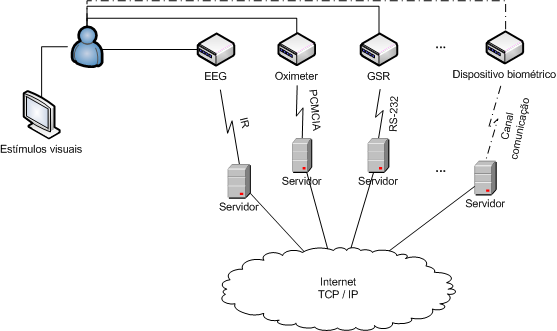 ...
EEG
Oximeter
GSR
Dispositivo biométrico
IR
PCMCIA
RS-232
Canal
comunicação
Estímulos visuais
Servidor
Servidor
Servidor
...
Servidor
Internet
TCP / IP